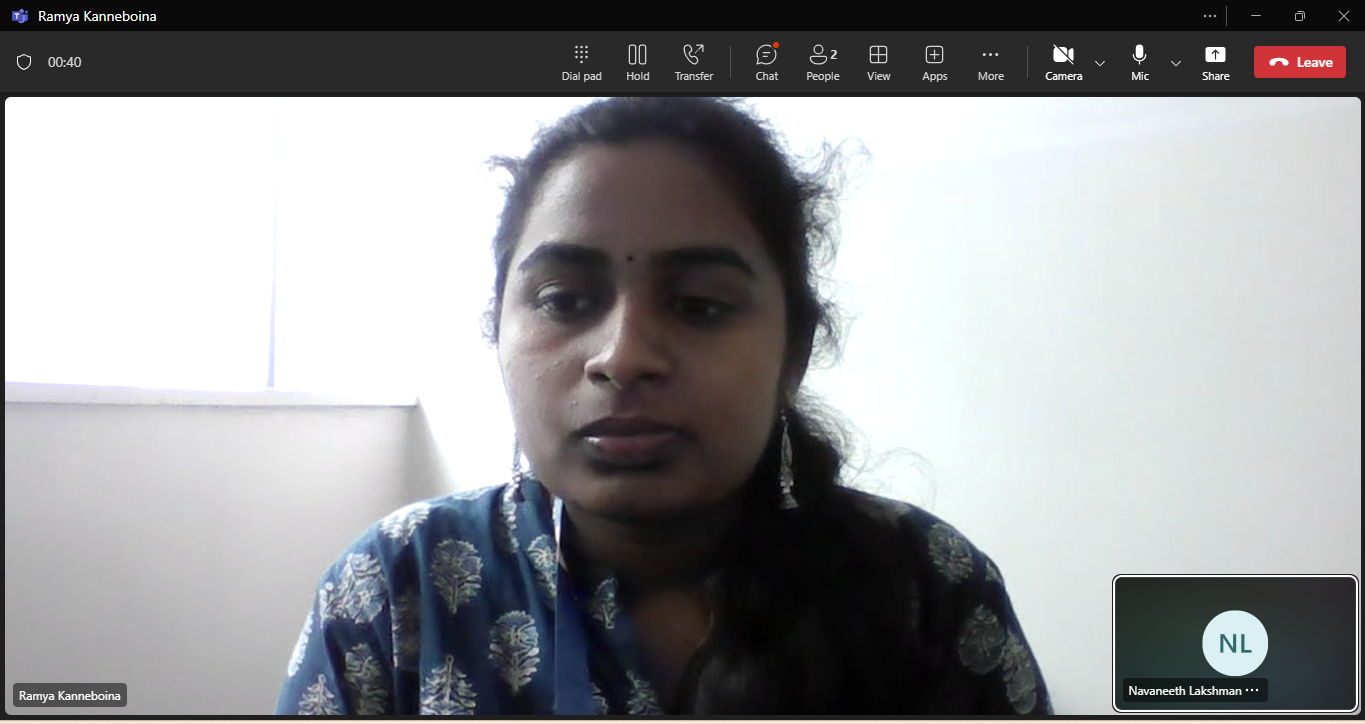 Ramya Kanneboina
00:40
Dial pad
Hold
Transfer
Chat
2
People
View
Apps
More
Camera
Mic
Share
Leave
Ramya Kanneboina
NL
Navaneeth Lakshman ···